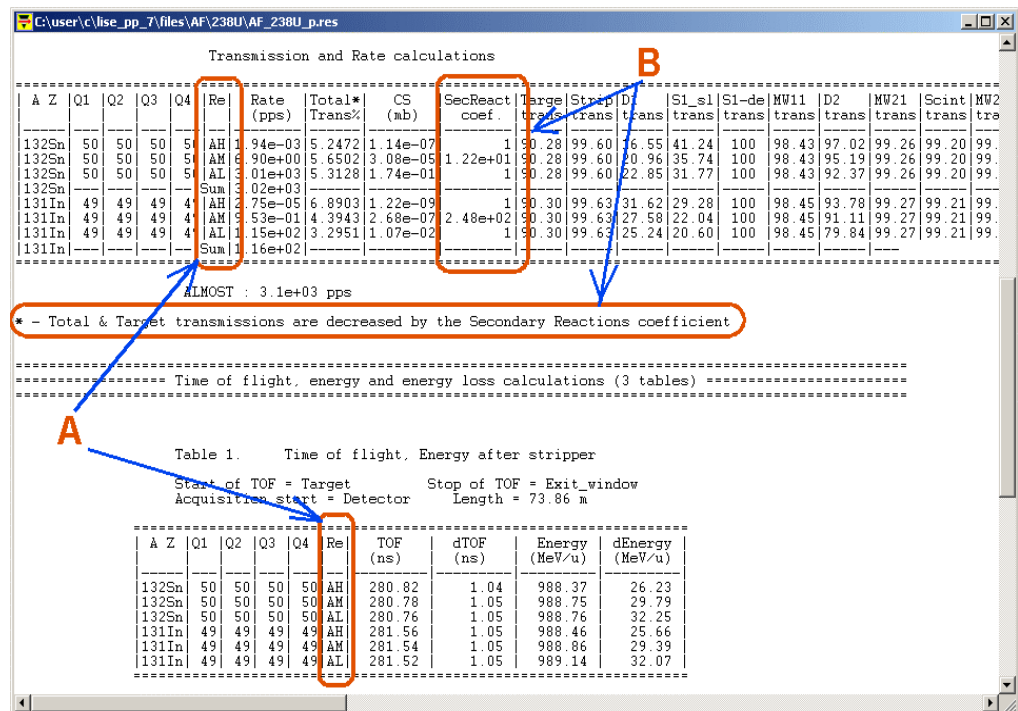 C:\user\c\lise_pp_7\files\AF\238U\AF_238U_p.res
Transmission and Rate calculations
B
| A Z |Q1 |Q2 |Q3 |Q4 |Re| Rate |Total*| CS |SecReact|Targe|Strip|D1 |S1_sl|S1-de|MW11 |D2 |MW21 |Scint|MW2
(pps) |Trans%| (mb) | coef. |trans|trans|trans|trans|trans|trans|trans|trans|trans|tra
|132Sn| 50| 50| 50| 50|AH|1.94e-03|5.2472|1.14e-07| 1|90.28|99.60|16.55|41.24| 100 |98.43|97.02|99.26|99.20|99.
|132Sn| 50| 50| 50| 50|AM|6.90e+00|5.6502|3.08e-05|1.22e+01|90.28|99.60|20.96|35.74| 100 |98.43|95.19|99.26|99.20|99.
|132Sn| 50| 50| 50| 50|AL|3.01e+03|5.3128|1.74e-01| 1|90.28|99.60|22.85|31.77| 100 |98.43|92.37|99.26|99.20|99.
|132Sn|---|---|---|---|Sum|3.02e+03|------|
|131In| 49| 49| 49| 49|AH|2.75e-05|6.8903|1.22e-09| 1|90.30|99.63|31.62|29.28| 100 |98.45|93.78|99.27|99.21|99.
|131In| 49| 49| 49| 49|AM|9.53e-01|4.3943|2.68e-07|2.48e+02|90.30|99.63|27.58|22.04| 100 |98.45|91.11|99.27|99.21|99.
|131In| 49| 49| 49| 49|AL|1.15e+02|3.2951|1.07e-02| 1|90.30|99.63|25.24|20.60| 100 |98.45|79.84|99.27|99.21|99.
|131In|---|---|---|---|Sum|1.16e+02|------|
ALMOST : 3.1e+03 pps
* - Total & Target transmissions are decreased by the Secondary Reactions coefficient
================= Time of flight, energy and energy loss calculations (3 tables) =====================
A
Table 1. Time of flight, Energy after stripper
Start of TOF = Target Stop of TOF = Exit_window
Acquisition start = Detector Length = 73.86 m
| A Z |Q1 |Q2 |Q3 |Q4 |Re| TOF | dTOF | Energy | dEnergy |
(ns) | (ns) | (MeV/u) | (MeV/u) |
|132Sn| 50| 50| 50| 50|AH| 280.82 | 1.04 | 988.37 | 26.23 |
|132Sn| 50| 50| 50| 50|AM| 280.78 | 1.05 | 988.75 | 29.79 |
|132Sn| 50| 50| 50| 50|AL| 280.76 | 1.05 | 988.76 | 32.25 |
|131In| 49| 49| 49| 49|AH| 281.56 | 1.05 | 988.46 | 25.66 |
|131In| 49| 49| 49| 49|AM| 281.54 | 1.05 | 988.86 | 29.39 |
|131In| 49| 49| 49| 49|AL| 281.52 | 1.05 | 989.14 | 32.07 |